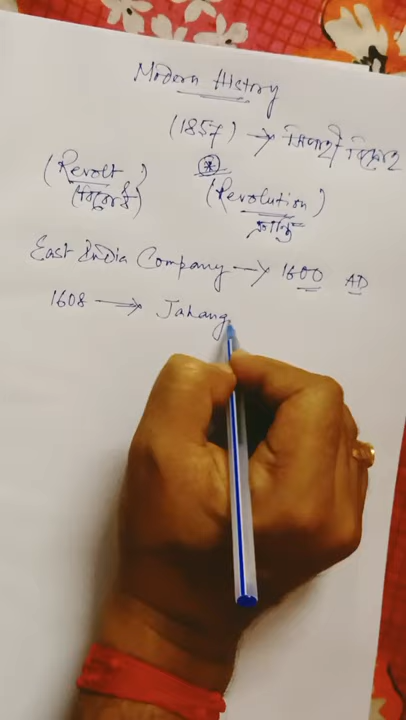 Modern History
(1857) →
(Revolt) (Revolution)
East India Company → 1600 AD
1608 → Jahang